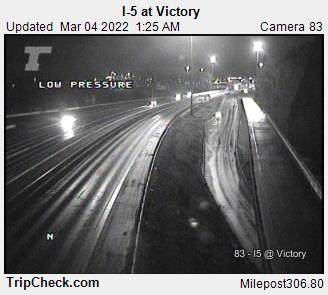 I-5 at Victory
Updated Mar 04 2022 1:25 AM Camera 83
LOW PRESSURE
N
83 - I5 @ Victory
TripCheck.com Milepost306.80